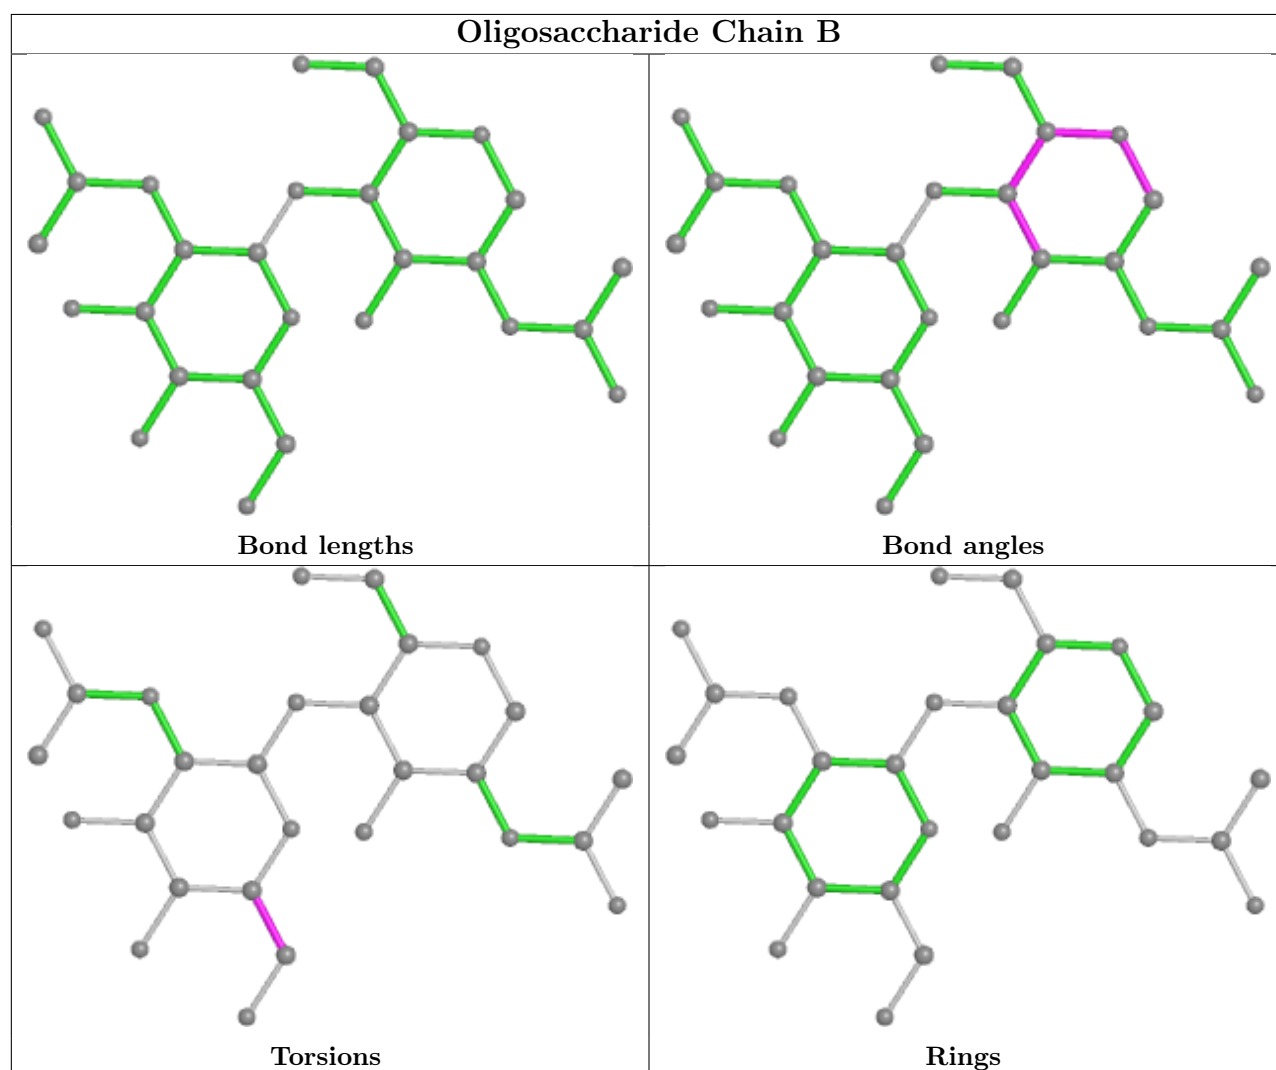 Oligosaccharide Chain B
Bond lengths
Bond angles
Torsions
Rings